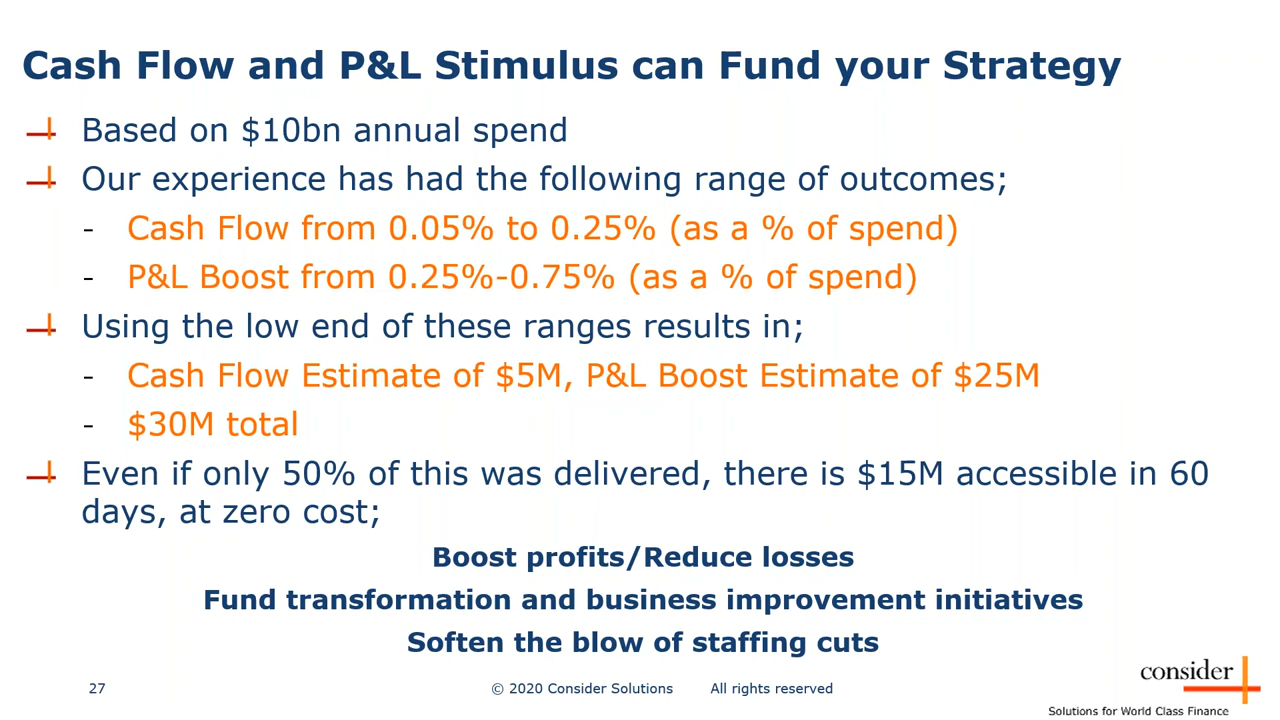 Cash Flow and P&L Stimulus can Fund your Strategy
Based on $10bn annual spend
Our experience has had the following range of outcomes;
- Cash Flow from 0.05% to 0.25% (as a % of spend)
- P&L Boost from 0.25%-0.75% (as a % of spend)
Using the low end of these ranges results in;
- Cash Flow Estimate of $5M, P&L Boost Estimate of $25M
- $30M total
Even if only 50% of this was delivered, there is $15M accessible in 60
days, at zero cost;
Boost profits/Reduce losses
Fund transformation and business improvement initiatives
Soften the blow of staffing cuts
consider
27 © 2020 Consider Solutions All rights reserved
Solutions for World Class Finance